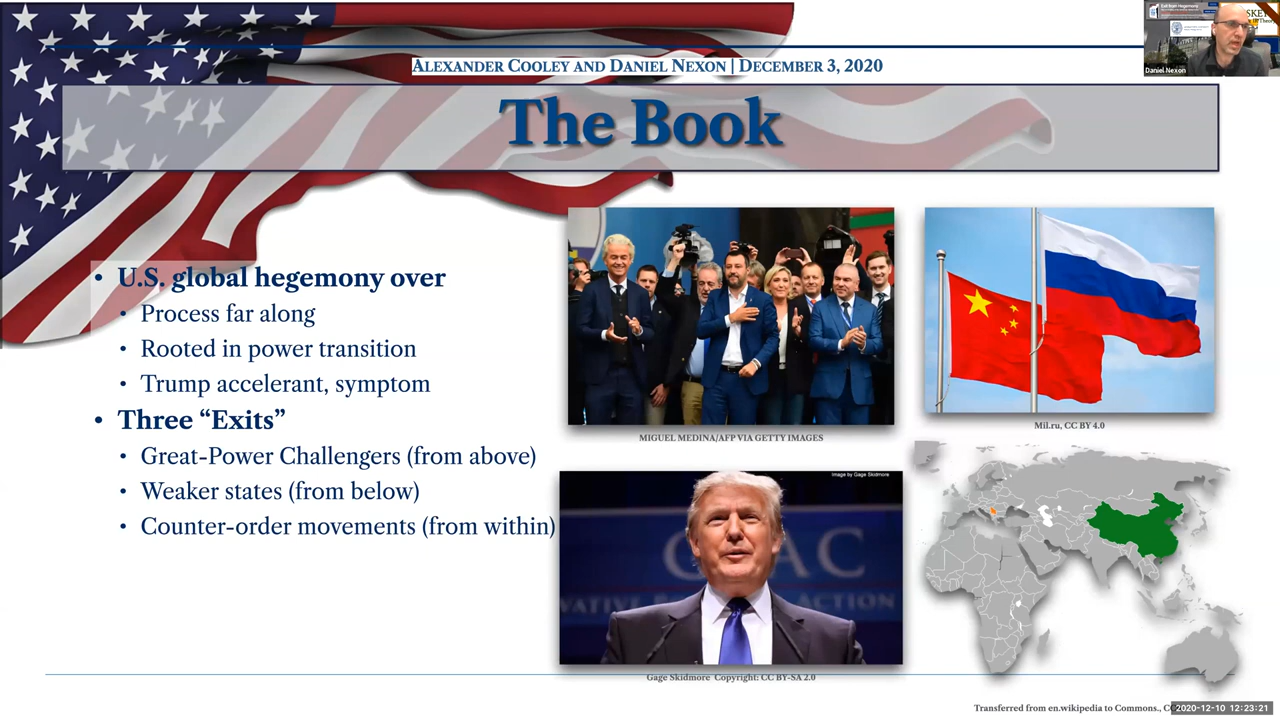 ALEXANDER COOLEY AND DANIEL NEXON | DECEMBER 3, 2020
The Book
Daniel Nexon
• U.S. global hegemony over
• Process far along
• Rooted in power transition
• Trump accelerant, symptom
• Three “Exits”
• Great-Power Challengers (from above)
• Weaker states (from below)
• Counter-order movements (from within)
MIGUEL MEDINA/AFP VIA GETTY IMAGES
Mil.ru, CC BY 4.0
Image by Gage Skidmore
CPAC
VATIVE
ACTION
Gage Skidmore Copyright: CC BY-SA 2.0
Transferred from en.wikipedia to Commons.,
2020-12-10 12:23:21